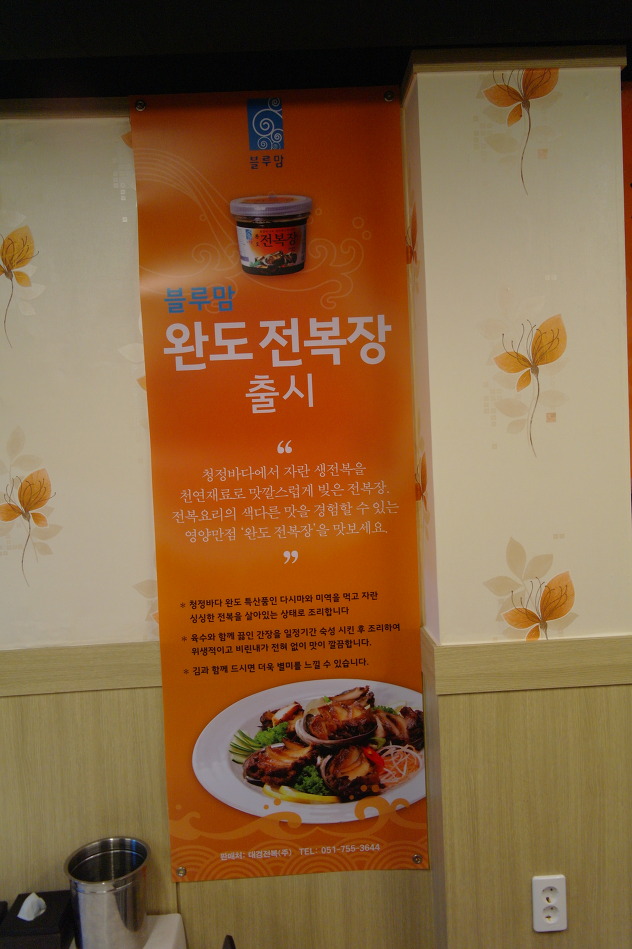 블루맘
전복장
블루맘
완도 전복장
출시
“
청정바다에서 자란 생전복을
천연재료로 맛깔스럽게 빚은 전복장.
전복요리의 색다른 맛을 경험할 수 있는
영양만점 ‘완도 전복장’을 맛보세요.
”
* 청정바다 완도 특산품인 다시마와 미역을 먹고 자란
싱싱한 전복을 살아있는 상태로 조리합니다
* 육수와 함께 끓인 간장을 일정기간 숙성 시킨 후 조리하여
위생적이고 비린내가 전혀 없이 맛이 깔끔합니다.
* 김과 함께 드시면 더욱 별미를 느낄 수 있습니다.
판매처: 대경전복(주) TEL: 051-755-3644